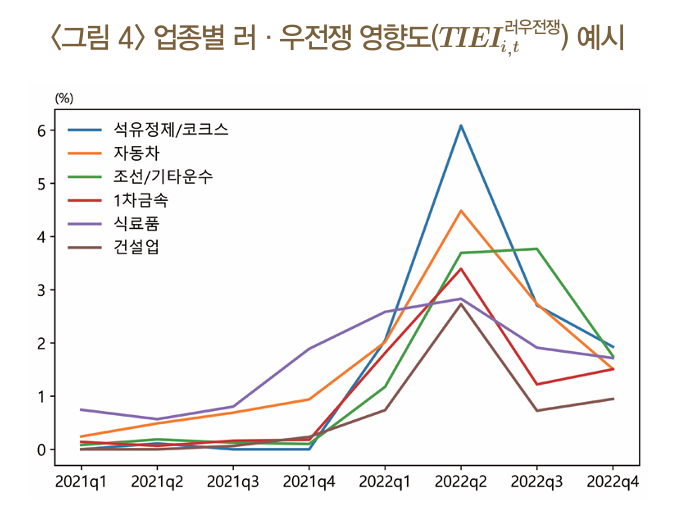 〈그림 4〉 업종별 러·우전쟁 영향도(TIEI_{i,t}^{러우전쟁}) 예시
(%)
6
5
4
3
2
1
0
석유정제/코크스
자동차
조선/기타운수
1차금속
식료품
건설업
2021q1 2021q2 2021q3 2021q4 2022q1 2022q2 2022q3 2022q4